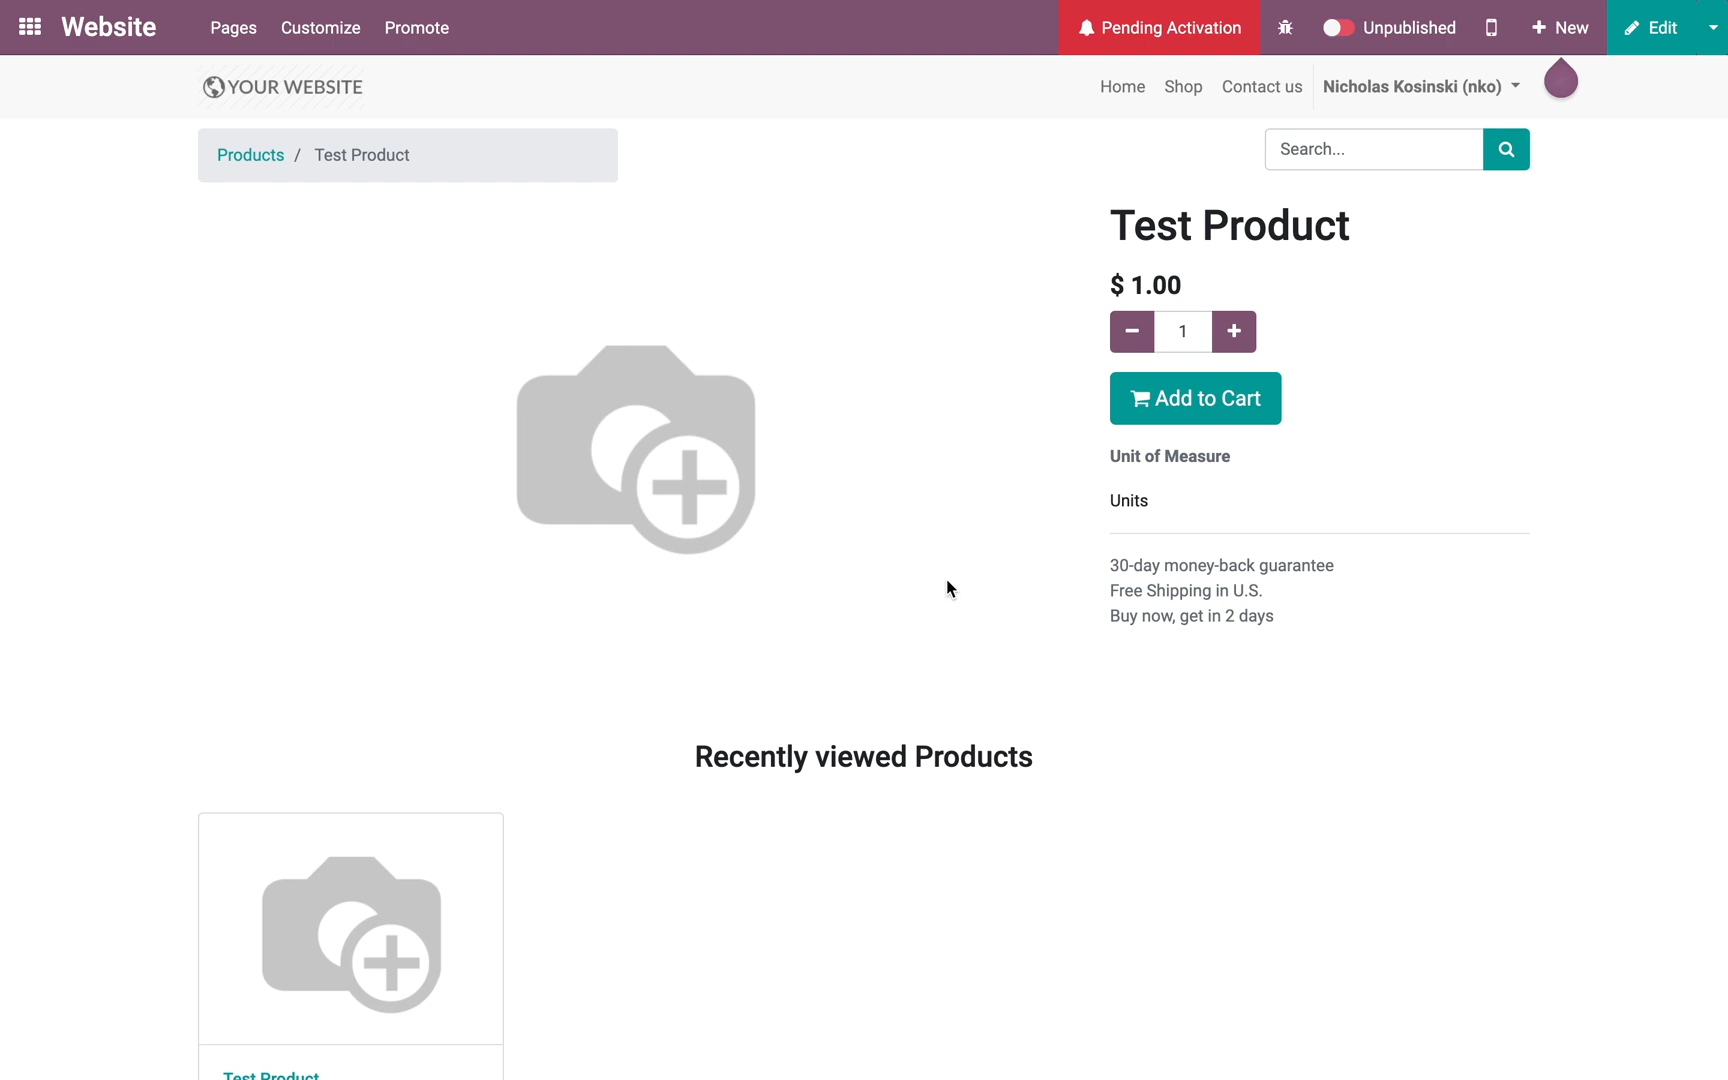 Website Pages Customize Promote Pending Activation Unpublished New Edit
YOUR WEBSITE Home Shop Contact us Nicholas Kosinski (nko)
Products / Test Product Search...
Test Product
$ 1.00
1
Add to Cart
Unit of Measure
Units
30-day money-back guarantee
Free Shipping in U.S.
Buy now, get in 2 days
Recently viewed Products
Test Product